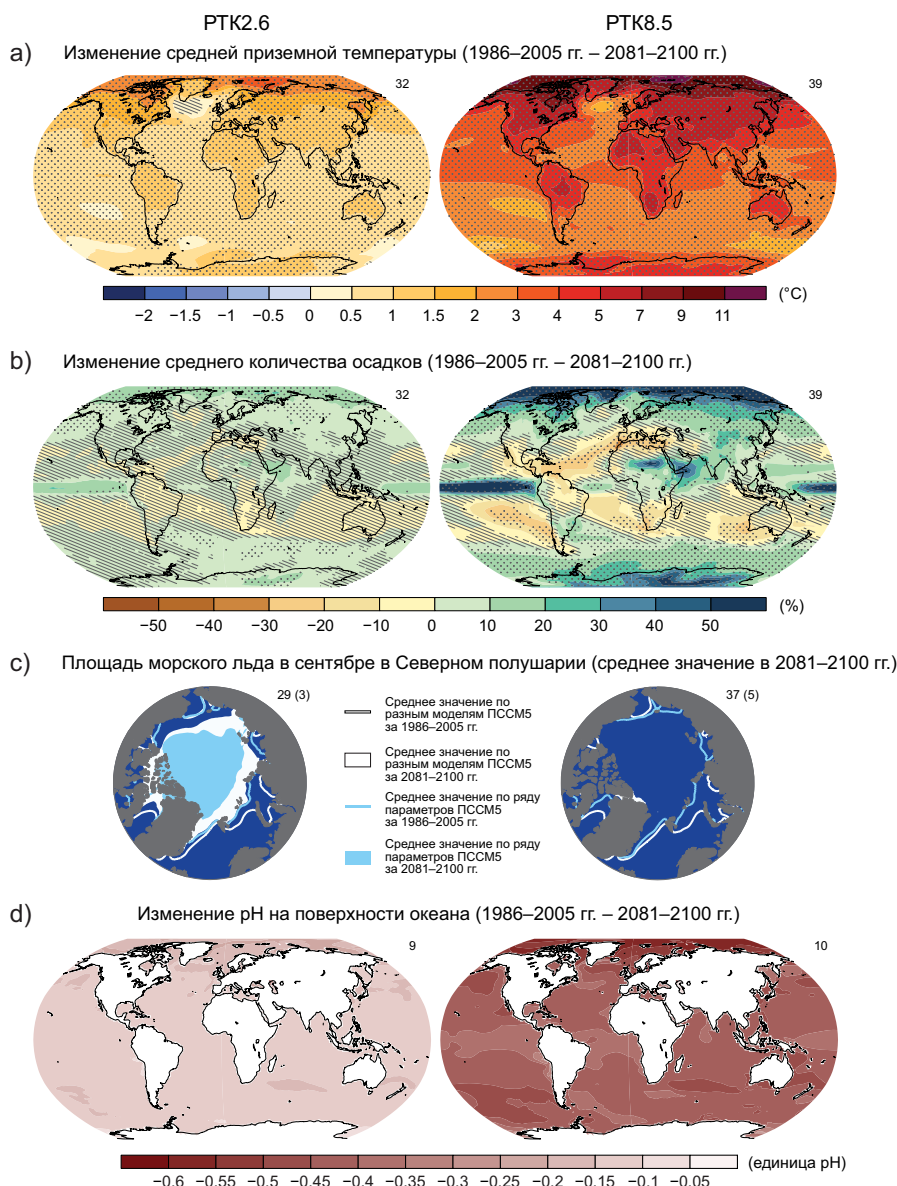 РТК2.6 РТК8.5
a) Изменение средней приземной температуры (1986–2005 гг. – 2081–2100 гг.)
32 39
(°C)
−2 −1.5 −1 −0.5 0 0.5 1 1.5 2 3 4 5 7 9 11
b) Изменение среднего количества осадков (1986–2005 гг. – 2081–2100 гг.)
32 39
(%)
−50 −40 −30 −20 −10 0 10 20 30 40 50
c) Площадь морского льда в сентябре в Северном полушарии (среднее значение в 2081–2100 гг.)
29 (3) 37 (5)
Среднее значение по
разным моделям ПССМ5
за 1986–2005 гг.
Среднее значение по
разным моделям ПССМ5
за 2081–2100 гг.
Среднее значение по ряду
параметров ПССМ5
за 1986–2005 гг.
Среднее значение по ряду
параметров ПССМ5
за 2081–2100 гг.
d) Изменение pH на поверхности океана (1986–2005 гг. – 2081–2100 гг.)
9 10
(единица pH)
−0.6 −0.55 −0.5 −0.45 −0.4 −0.35 −0.3 −0.25 −0.2 −0.15 −0.1 −0.05